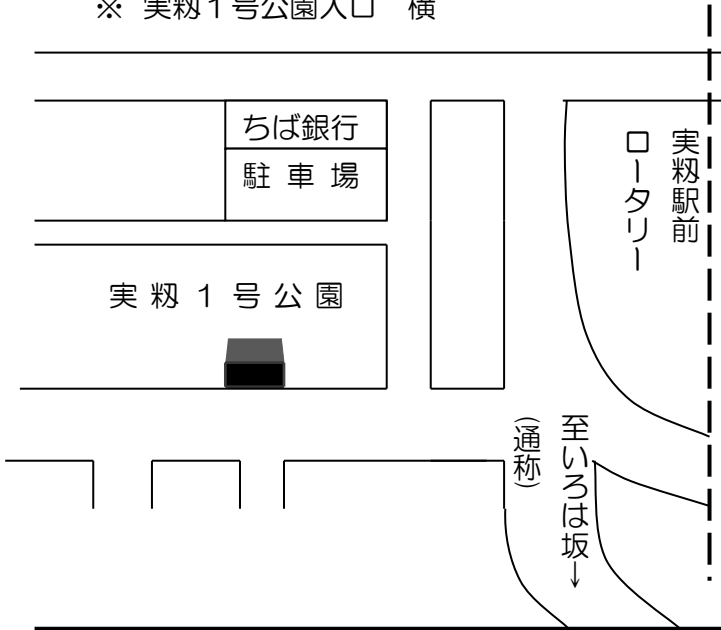 ※ 実籾1号公園入口 横
ちば銀行
駐車場
実籾駅前
ロータリー
実籾1号公園
至いろは坂→
(通称)